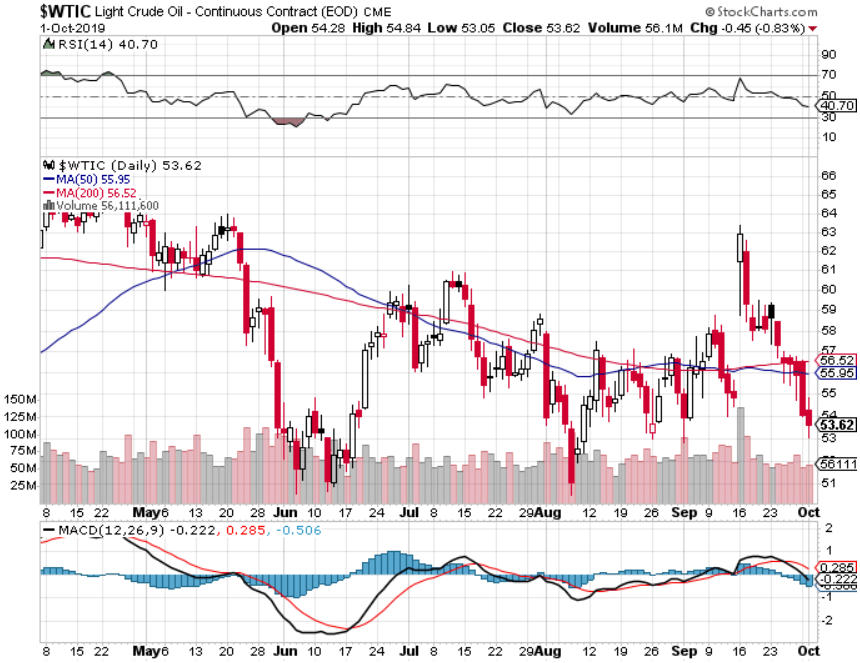 $WTIC Light Crude Oil - Continuous Contract (EOD) CME © StockCharts.com
1-Oct-2019 Open 54.28 High 54.84 Low 53.05 Close 53.62 Volume 56.1M Chg -0.45 (-0.83%)
RSI(14) 40.70
90
70
50
40.70
30
10
$WTIC (Daily) 53.62
MA(50) 55.95
MA(200) 56.52
Volume 56,111,600
66
65
64
63
62
61
60
59
58
57
56.52
55.95
55
54
53.62
53
56111
51
150M
125M
100M
75M
50M
25M
8 15 22 May 6 13 20 28 Jun 10 17 24 Jul 8 15 22 29 Aug 12 19 26 Sep 9 16 23 Oct
MACD(12,26,9) -0.222, 0.285, -0.506
2
1
0.285
-0.222
-1
-2
8 15 22 May 6 13 20 28 Jun 10 17 24 Jul 8 15 22 29 Aug 12 19 26 Sep 9 16 23 Oct